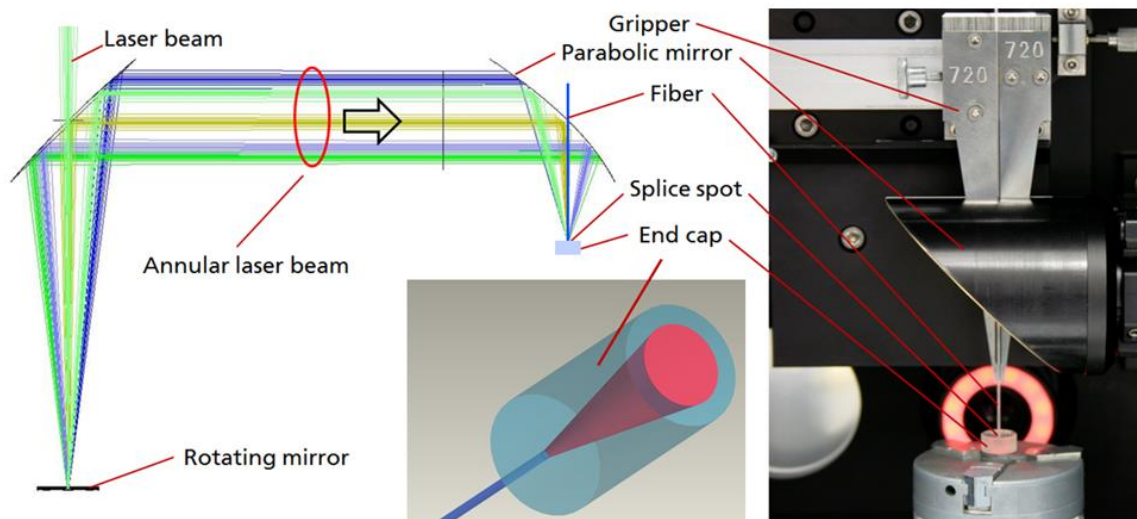 Laser beam
Gripper
Parabolic mirror
Fiber
Splice spot
End cap
Annular laser beam
Rotating mirror
720
720